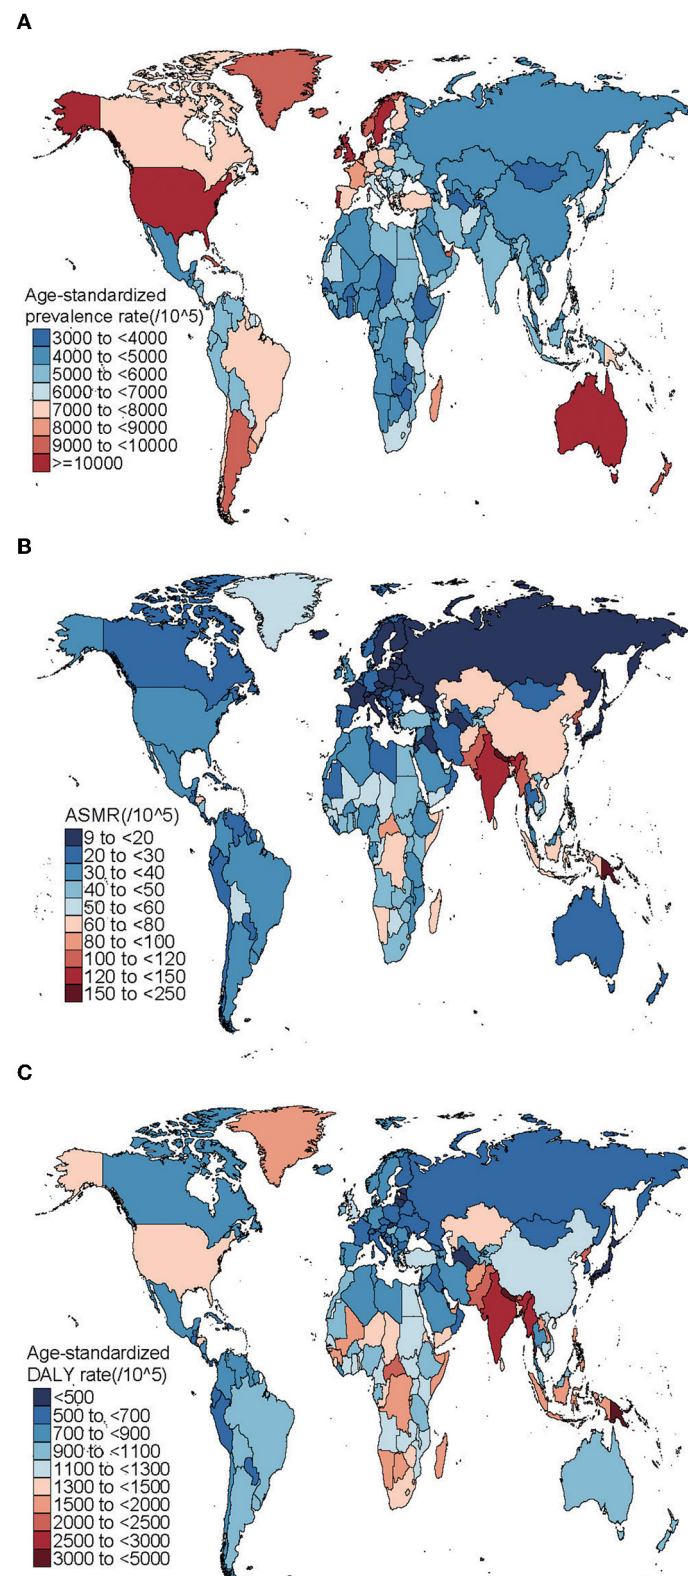 A
Age-standardized
prevalence rate(/10^5)
3000 to <4000
4000 to <5000
5000 to <6000
6000 to <7000
7000 to <8000
8000 to <9000
9000 to <10000
>=10000
B
ASMR(/10^5)
9 to <20
20 to <30
30 to <40
40 to <50
50 to <60
60 to <80
80 to <100
100 to <120
120 to <150
150 to <250
C
Age-standardized
DALY rate(/10^5)
<500
500 to <700
700 to <900
900 to <1100
1100 to <1300
1300 to <1500
1500 to <2000
2000 to <2500
2500 to <3000
3000 to <5000